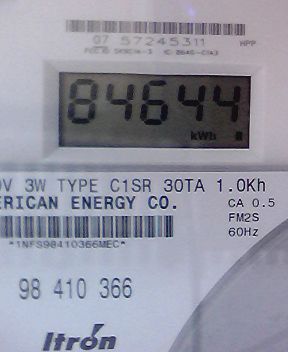 07 57245311 HPP
84644
kWh
0V 3W TYPE C1SR 30TA 1.0Kh
ERICAN ENERGY CO. CA 0.5
FM2S
60Hz
*1NFS98410366MEC*
98 410 366
Itron